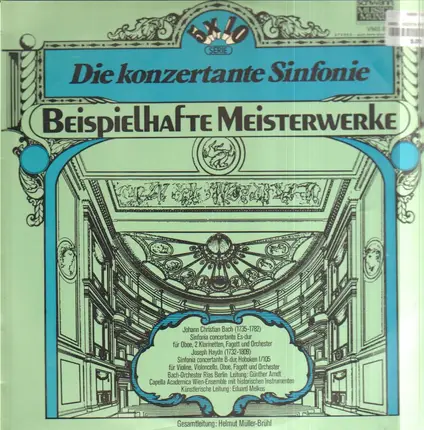 5X10
SERIE
Die konzertante Sinfonie
Beispielhafte Meisterwerke
Johann Christian Bach (1735-1782)
Sinfonia concertante Es-dur
für Oboe, 2 Klarinetten, Fagott und Orchester
Joseph Haydn (1732-1809)
Sinfonia concertante B-dur, Hoboken I/105
für Violine, Violoncello, Oboe, Fagott und Orchester
Bach-Orchester Rias Berlin Leitung: Günther Arndt
Capella Academica Wien-Ensemble mit historischen Instrumenten
Künstlerische Leitung: Eduard Melkus
Gesamtleitung: Helmut Müller-Brühl